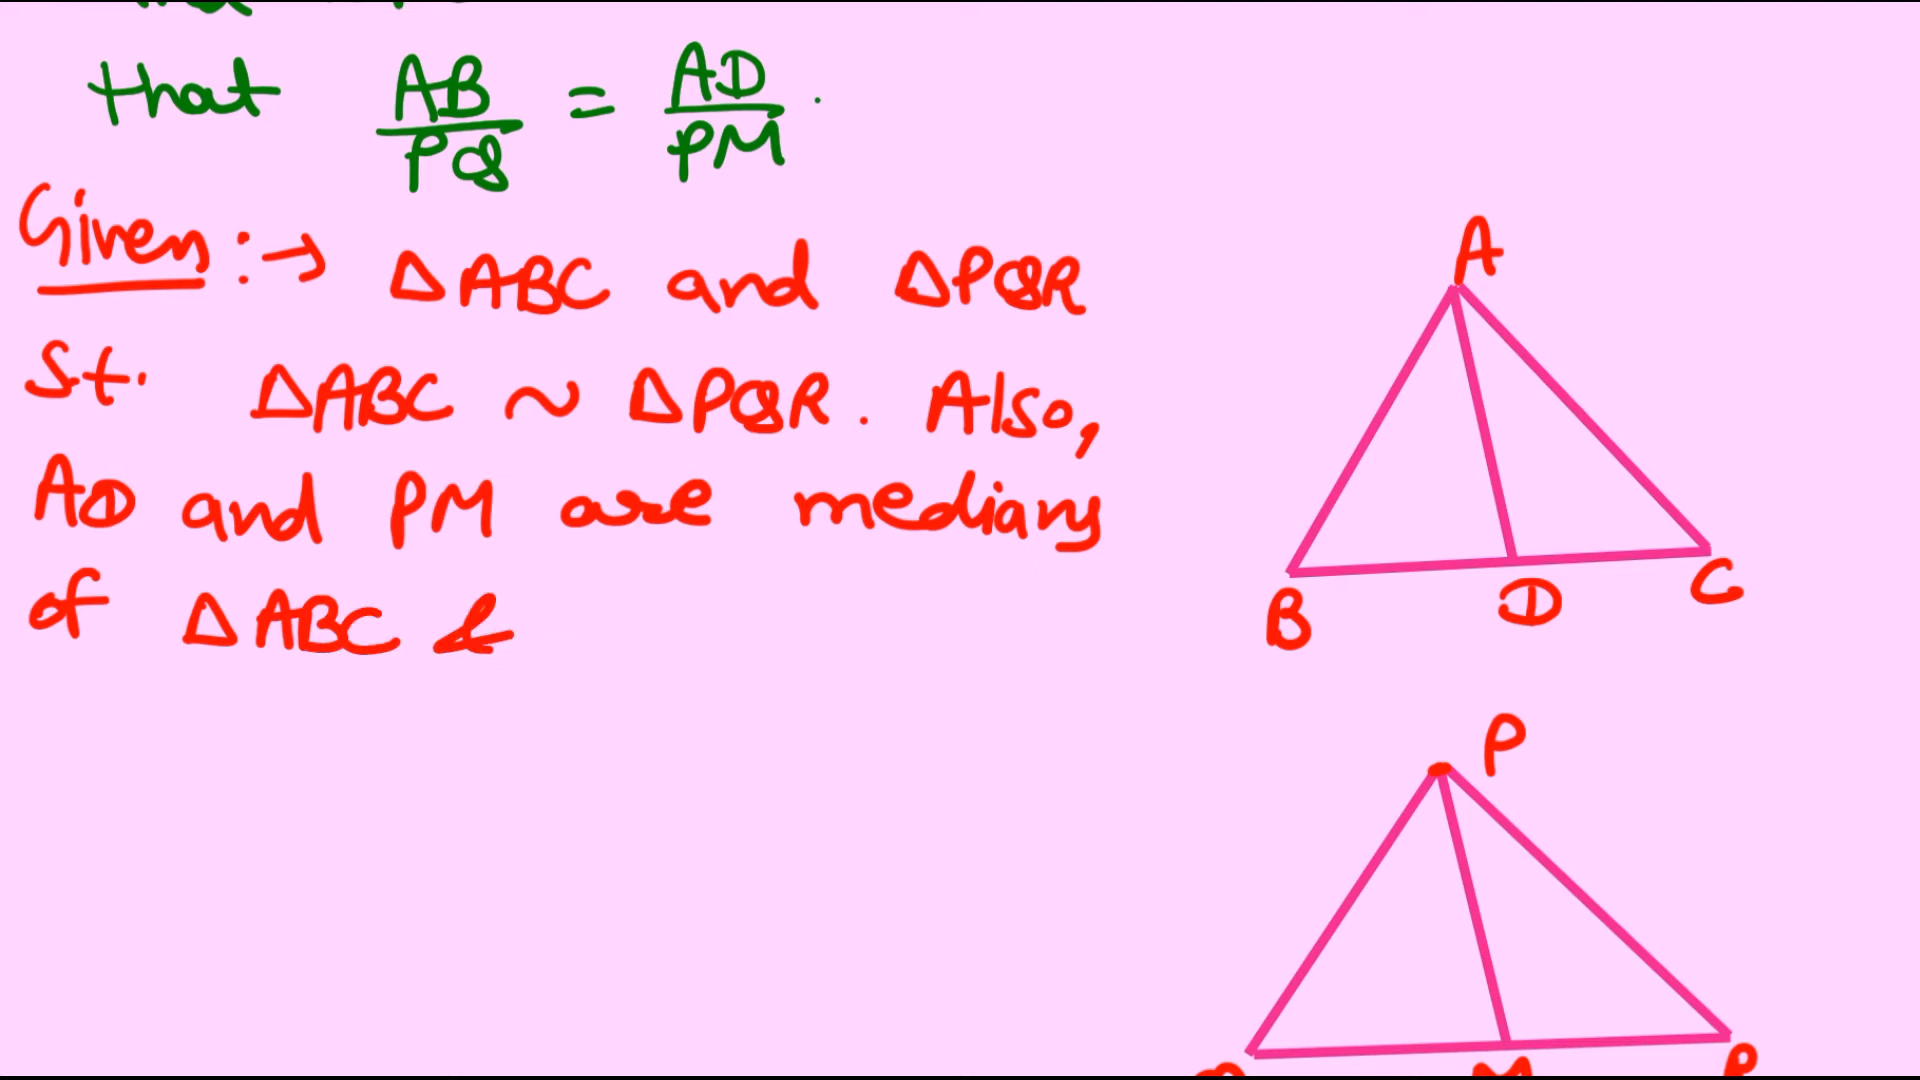 that AB/PQ = AD/PM.
Given :→ ΔABC and ΔPQR
St. ΔABC ~ ΔPQR. Also,
AD and PM are medians
of ΔABC &
A
B
D
C
P
M
R